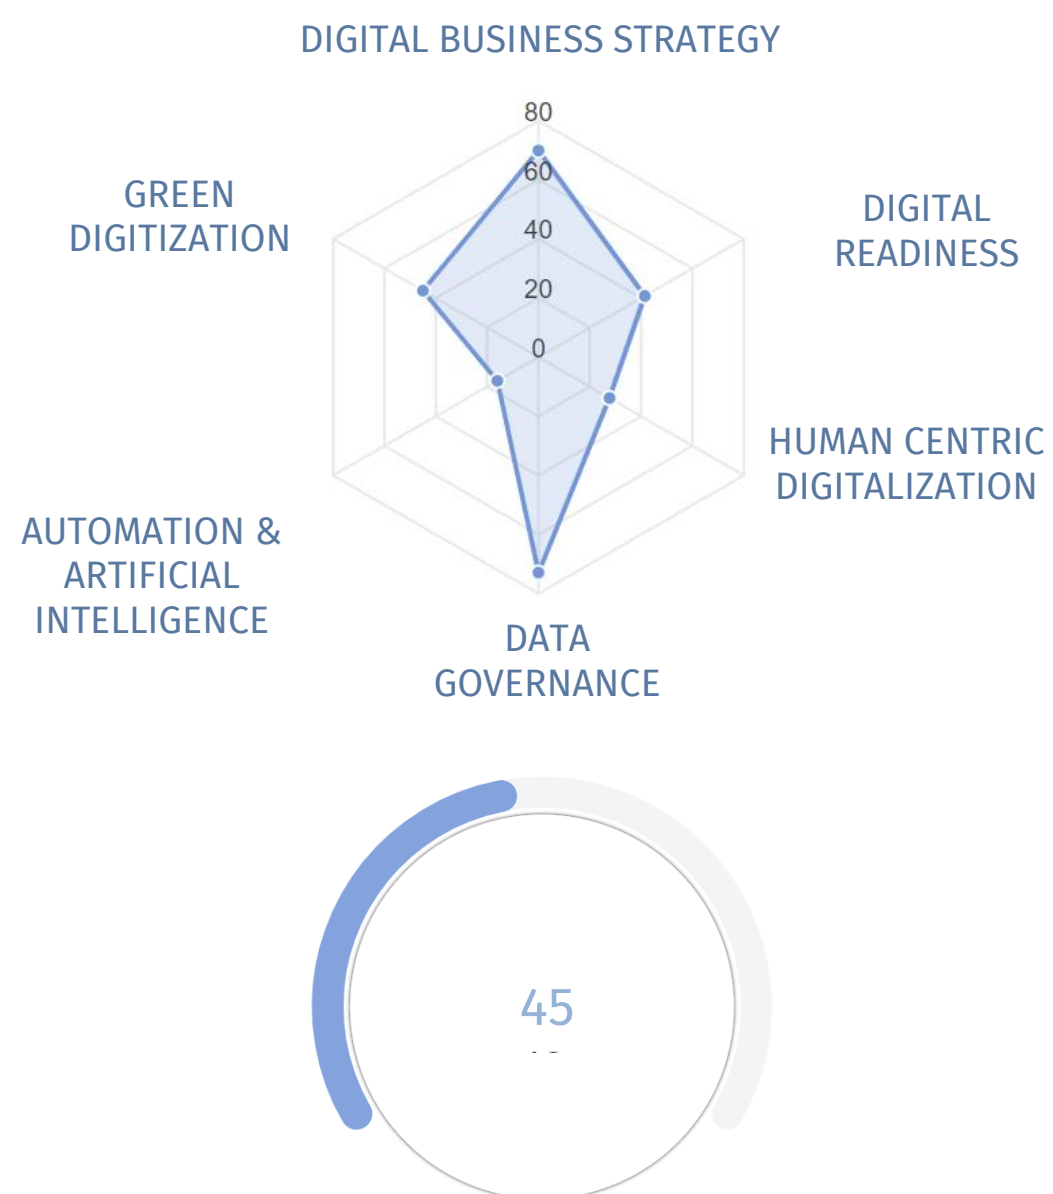 DIGITAL BUSINESS STRATEGY
80
60
40
20
0
GREEN
DIGITIZATION
DIGITAL
READINESS
HUMAN CENTRIC
DIGITALIZATION
AUTOMATION &
ARTIFICIAL
INTELLIGENCE
DATA
GOVERNANCE
45